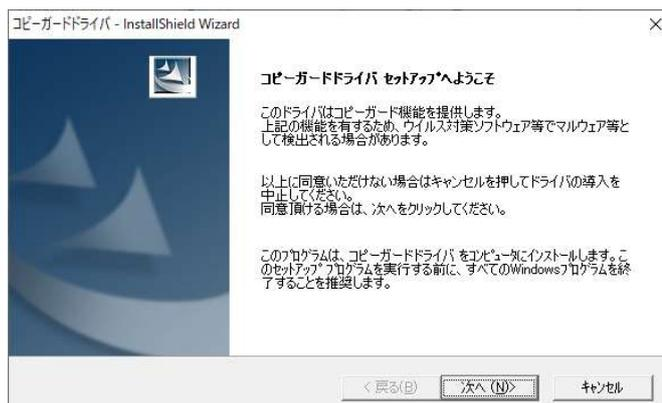 コピーガードドライバ - InstallShield Wizard
コピーガードドライバ セットアップへようこそ
このドライバはコピーガード機能を提供します。
上記の機能を有するため、ウイルス対策ソフトウェア等でマルウェア等と
して検出される場合があります。
以上に同意いただけない場合はキャンセルを押してドライバの導入を
中止してください。
同意頂ける場合は、次へをクリックしてください。
このプログラムは、コピーガードドライバ をコンピュータにインストールします。こ
のセットアップ プログラムを実行する前に、すべてのWindowsプログラムを終
了することを推奨します。
< 戻る(B) 次へ (N)> キャンセル